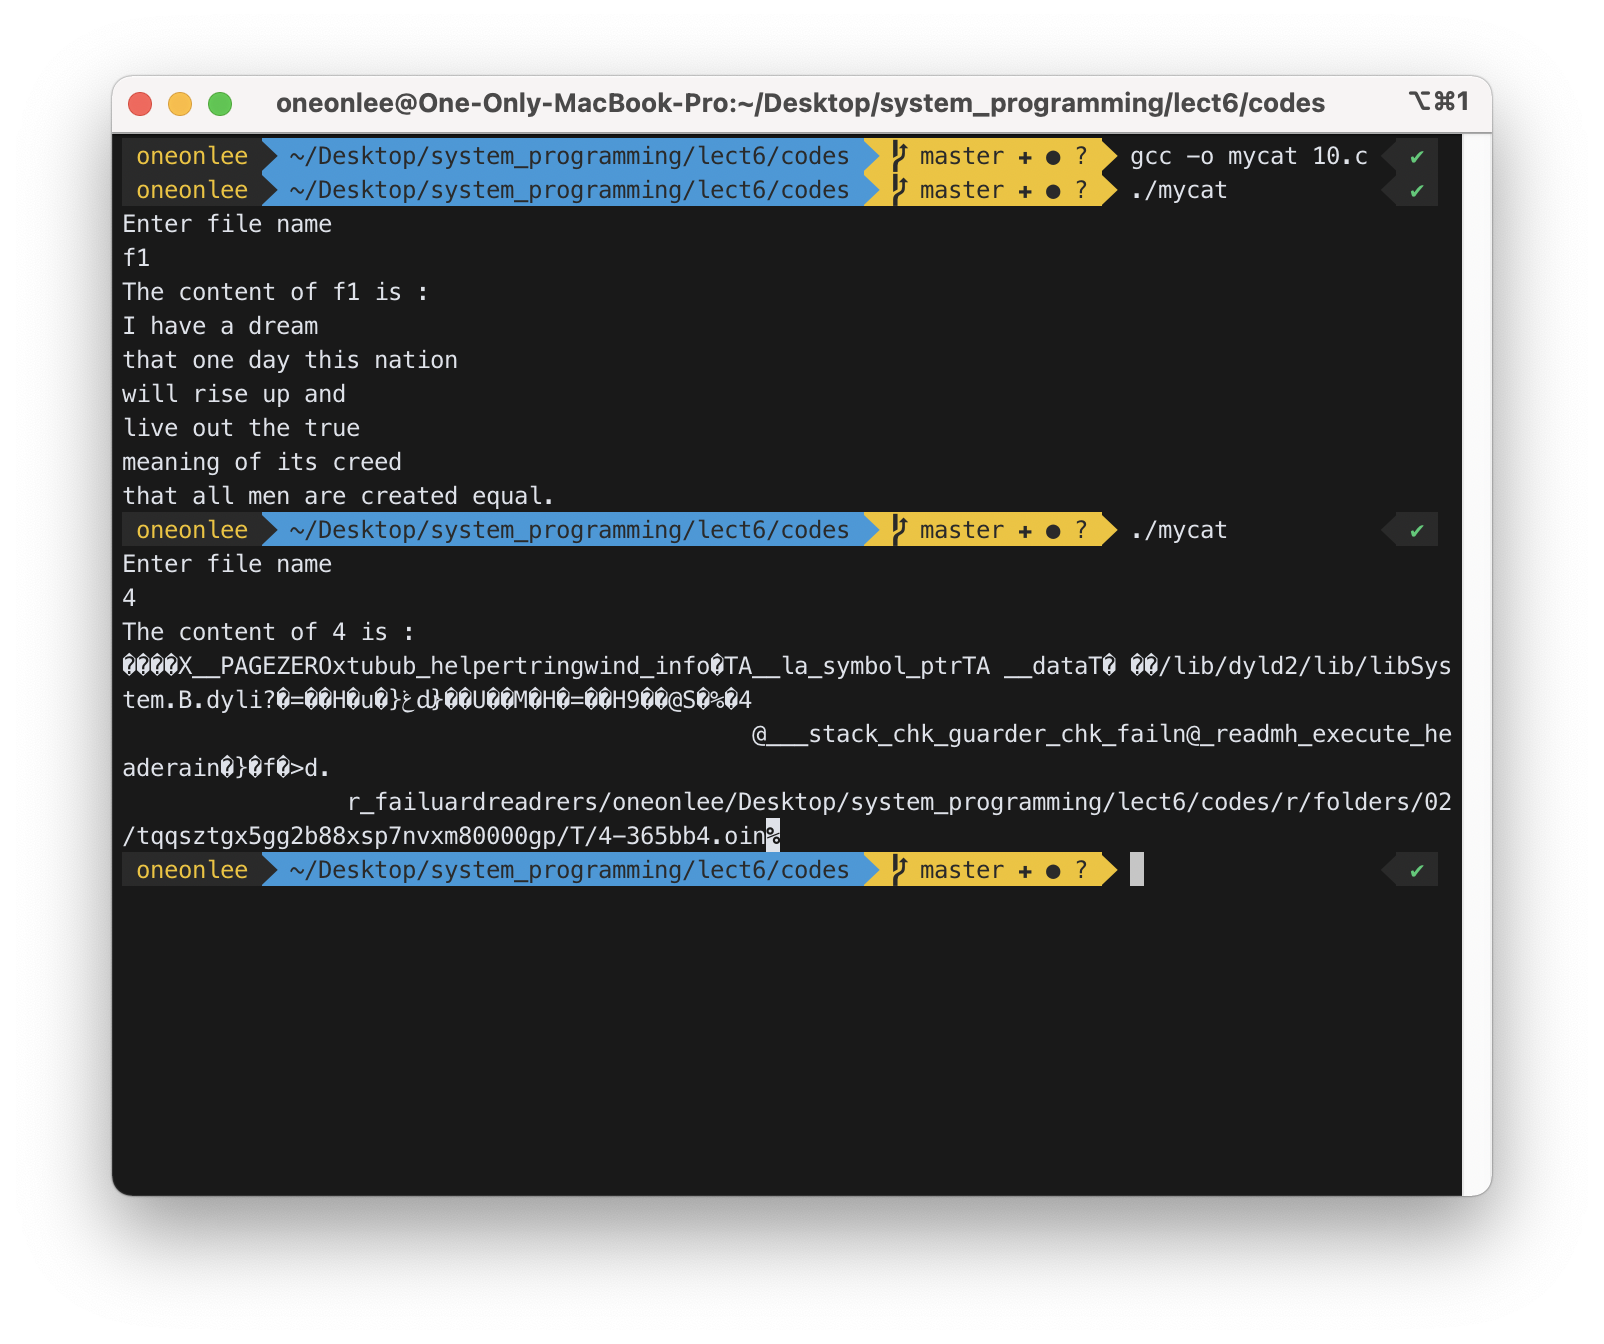 oneonlee@One-Only-MacBook-Pro:~/Desktop/system_programming/lect6/codes ⌥⌘1
oneonlee ~/Desktop/system_programming/lect6/codes master ✚ ● ? gcc -o mycat 10.c ✔
oneonlee ~/Desktop/system_programming/lect6/codes master ✚ ● ? ./mycat ✔
Enter file name
f1
The content of f1 is :
I have a dream
that one day this nation
will rise up and
live out the true
meaning of its creed
that all men are created equal.
oneonlee ~/Desktop/system_programming/lect6/codes master ✚ ● ? ./mycat ✔
Enter file name
4
The content of 4 is :
����X__PAGEZEROxtubub_helpertringwind_info�TA__la_symbol_ptrTA __dataT� ��/lib/dyld2/lib/libSys
tem.B.dyli?�=��H�u�}غd}��U��M�H�=��H9��@S�%�4
@___stack_chk_guarder_chk_failn@_readmh_execute_he
aderain�}�f�>d.
r_failuardreadrers/oneonlee/Desktop/system_programming/lect6/codes/r/folders/02
/tqqsztgx5gg2b88xsp7nvxm80000gp/T/4-365bb4.oin%
oneonlee ~/Desktop/system_programming/lect6/codes master ✚ ● ? ✔